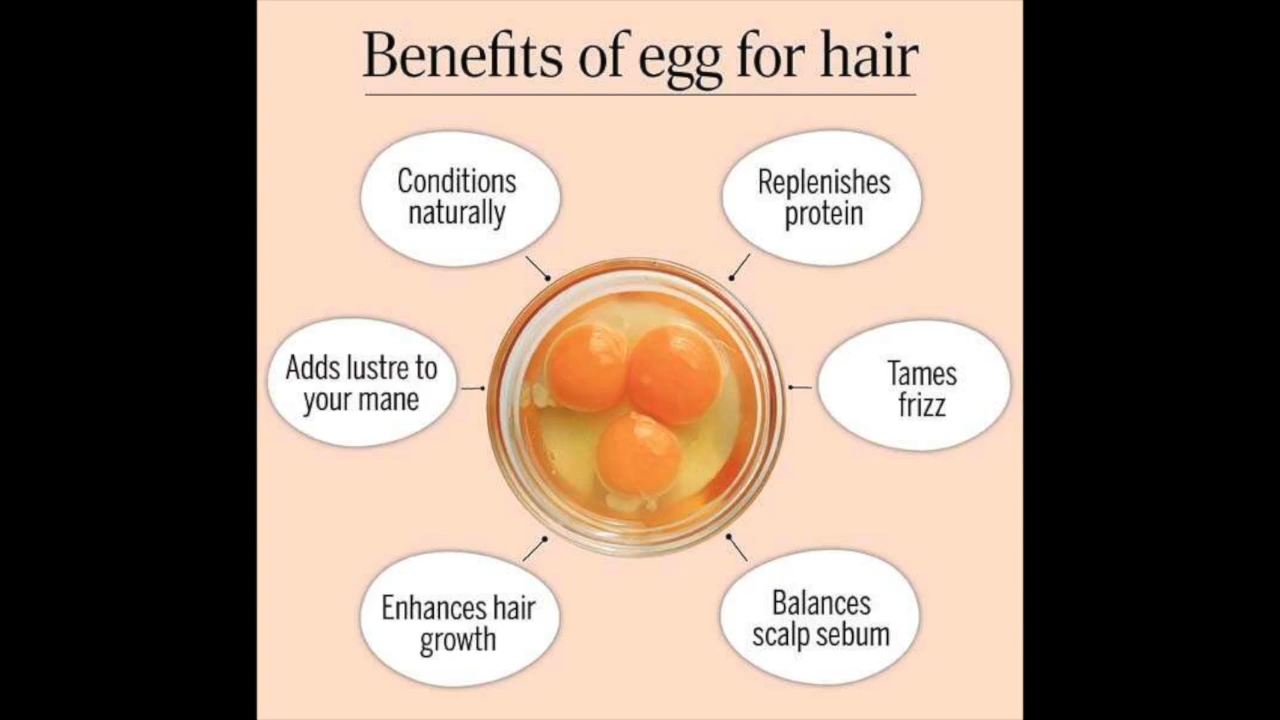 Benefits of egg for hair
Conditions
naturally
Replenishes
protein
Adds lustre to
your mane
Tames
frizz
Enhances hair
growth
Balances
scalp sebum